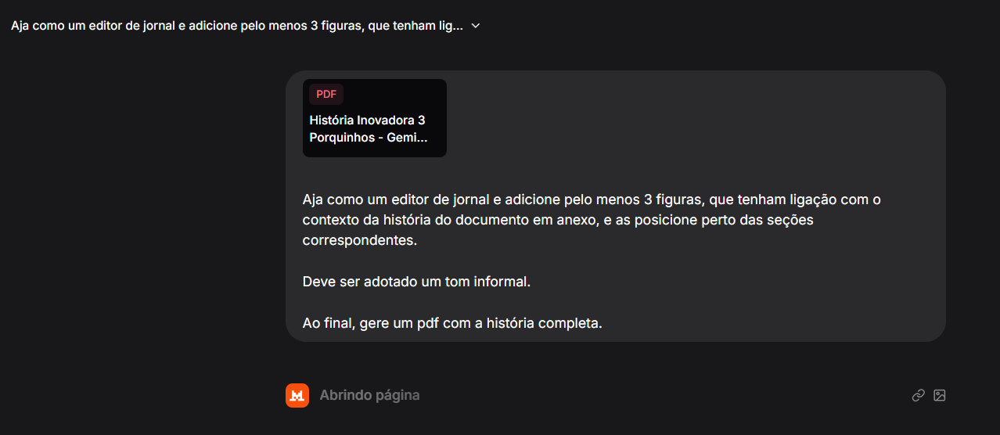 Aja como um editor de jornal e adicione pelo menos 3 figuras, que tenham lig...
PDF
História Inovadora 3
Porquinhos - Gemi...
Aja como um editor de jornal e adicione pelo menos 3 figuras, que tenham ligação com o
contexto da história do documento em anexo, e as posicione perto das seções
correspondentes.
Deve ser adotado um tom informal.
Ao final, gere um pdf com a história completa.
Abrindo página